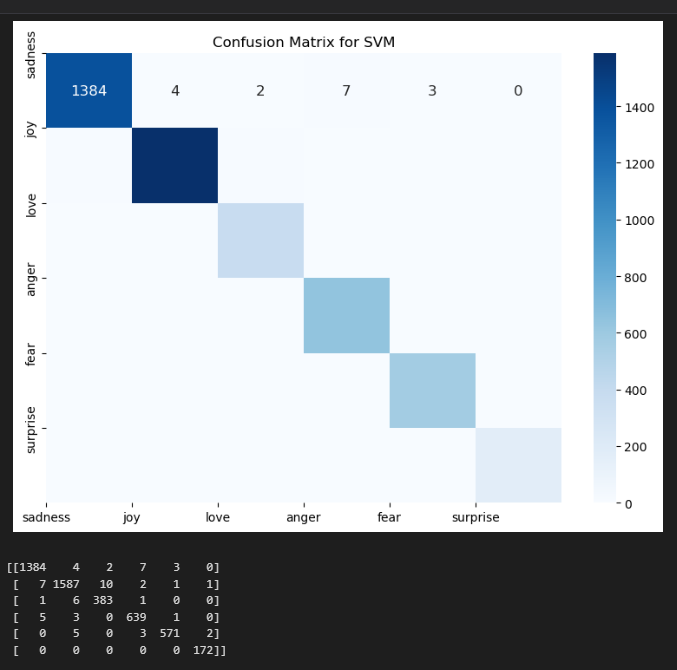 Confusion Matrix for SVM
sadness
1384 4 2 7 3 0
joy
love
anger
fear
surprise
sadness joy love anger fear surprise
1400
1200
1000
800
600
400
200
0
[[1384 4 2 7 3 0]
[ 7 1587 10 2 1 1]
[ 1 6 383 1 0 0]
[ 5 3 0 639 1 0]
[ 0 5 0 3 571 2]
[ 0 0 0 0 0 172]]